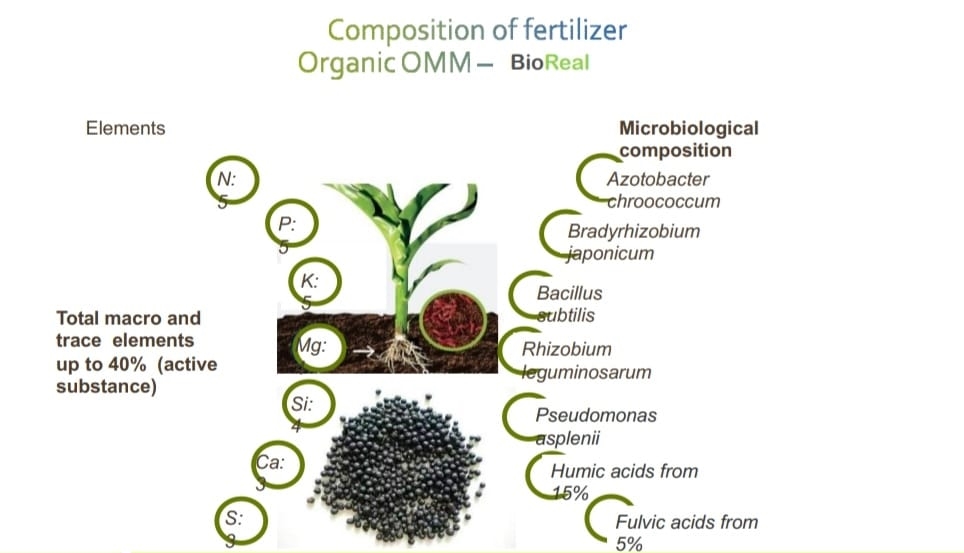 Composition of fertilizer
Organic OMM – BioReal
Elements
N:
5
P:
5
K:
5
Mg:
Si:
4
Ca:
3
S:
3
Total macro and
trace elements
up to 40% (active
substance)
Microbiological
composition
Azotobacter
chroococcum
Bradyrhizobium
japonicum
Bacillus
subtilis
Rhizobium
leguminosarum
Pseudomonas
asplenii
Humic acids from
15%
Fulvic acids from
5%